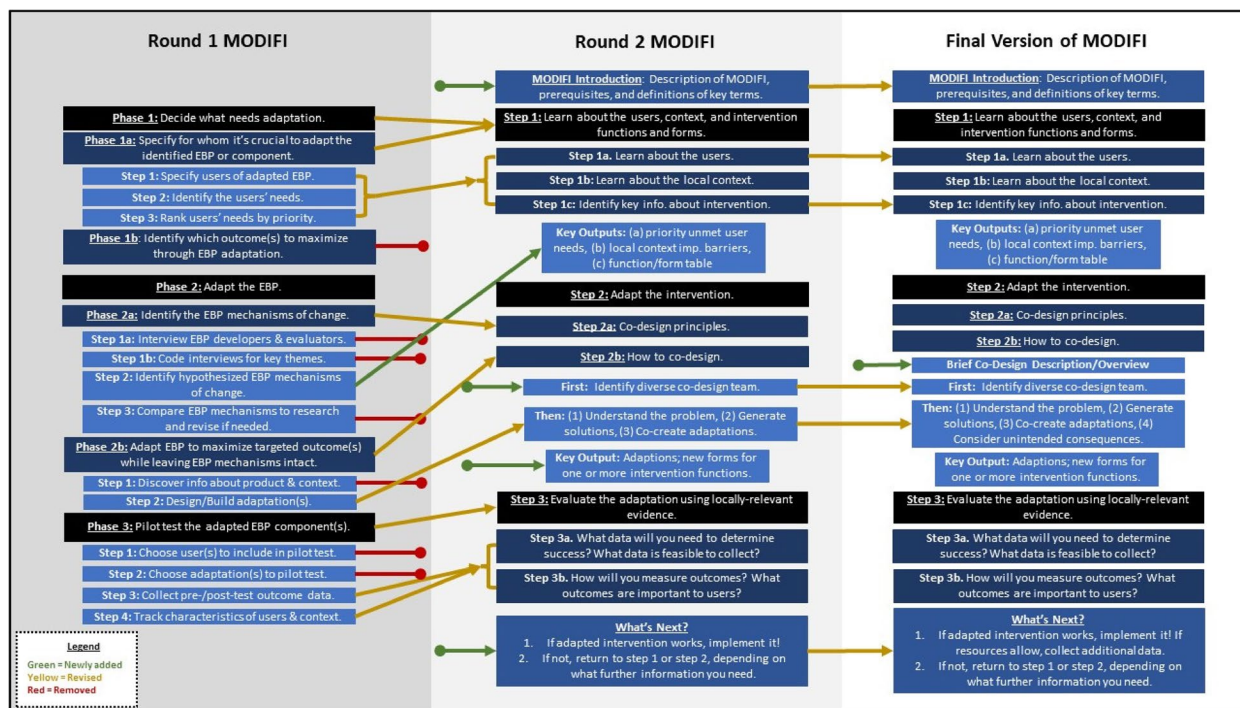 Round 1 MODIFI
Phase 1: Decide what needs adaptation.
Phase 1a: Specify for whom it's crucial to adapt the
identified EBP or component.
Step 1: Specify users of adapted EBP.
Step 2: Identify the users' needs.
Step 3: Rank users' needs by priority.
Phase 1b: Identify which outcome(s) to maximize
through EBP adaptation.
Phase 2: Adapt the EBP.
Phase 2a: Identify the EBP mechanisms of change.
Step 1a: Interview EBP developers & evaluators.
Step 1b: Code interviews for key themes.
Step 2: Identify hypothesized EBP mechanisms
of change.
Step 3: Compare EBP mechanisms to research
and revise if needed.
Phase 2b: Adapt EBP to maximize targeted outcome(s)
while leaving EBP mechanisms intact.
Step 1: Discover info about product & context.
Step 2: Design/Build adaptation(s).
Phase 3: Pilot test the adapted EBP component(s).
Step 1: Choose user(s) to include in pilot test.
Step 2: Choose adaptation(s) to pilot test.
Step 3: Collect pre-/post-test outcome data.
Step 4: Track characteristics of users & context.
Legend
Green = Newly added
Yellow = Revised
Red = Removed
Round 2 MODIFI
MODIFI Introduction: Description of MODIFI,
prerequisites, and definitions of key terms.
Step 1: Learn about the users, context, and
intervention functions and forms.
Step 1a. Learn about the users.
Step 1b: Learn about the local context.
Step 1c: Identify key info. about intervention.
Key Outputs: (a) priority unmet user
needs, (b) local context imp. barriers,
(c) function/form table
Step 2: Adapt the intervention.
Step 2a: Co-design principles.
Step 2b: How to co-design.
First: Identify diverse co-design team.
Then: (1) Understand the problem, (2) Generate
solutions, (3) Co-create adaptations.
Key Output: Adaptions; new forms for
one or more intervention functions.
Step 3: Evaluate the adaptation using locally-relevant
evidence.
Step 3a. What data will you need to determine
success? What data is feasible to collect?
Step 3b. How will you measure outcomes? What
outcomes are important to users?
What's Next?
1. If adapted intervention works, implement it!
2. If not, return to step 1 or step 2, depending on
what further information you need.
Final Version of MODIFI
MODIFI Introduction: Description of MODIFI,
prerequisites, and definitions of key terms.
Step 1: Learn about the users, context, and
intervention functions and forms.
Step 1a. Learn about the users.
Step 1b: Learn about the local context.
Step 1c: Identify key info. about intervention.
Key Outputs: (a) priority unmet user
needs, (b) local context imp. barriers,
(c) function/form table
Step 2: Adapt the intervention.
Step 2a: Co-design principles.
Step 2b: How to co-design.
Brief Co-Design Description/Overview
First: Identify diverse co-design team.
Then: (1) Understand the problem, (2) Generate
solutions, (3) Co-create adaptations, (4)
Consider unintended consequences.
Key Output: Adaptions; new forms for
one or more intervention functions.
Step 3: Evaluate the adaptation using locally-relevant
evidence.
Step 3a. What data will you need to determine
success? What data is feasible to collect?
Step 3b. How will you measure outcomes? What
outcomes are important to users?
What's Next?
1. If adapted intervention works, implement it! If
resources allow, collect additional data.
2. If not, return to step 1 or step 2, depending on
what further information you need.